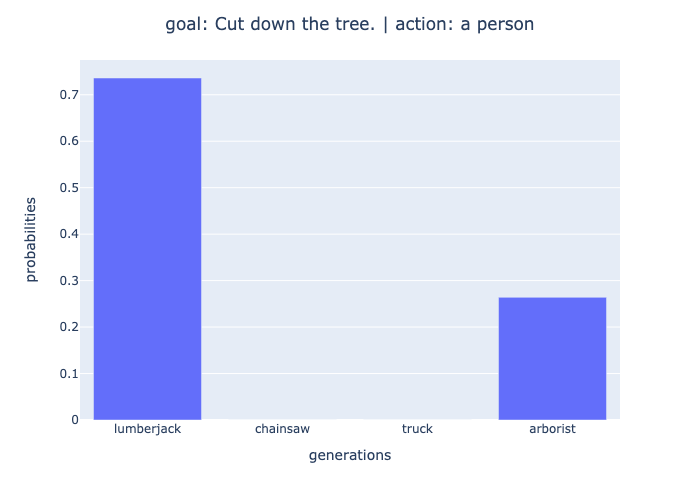 goal: Cut down the tree. | action: a person
probabilities
0.7
0.6
0.5
0.4
0.3
0.2
0.1
0
lumberjack chainsaw truck arborist
generations